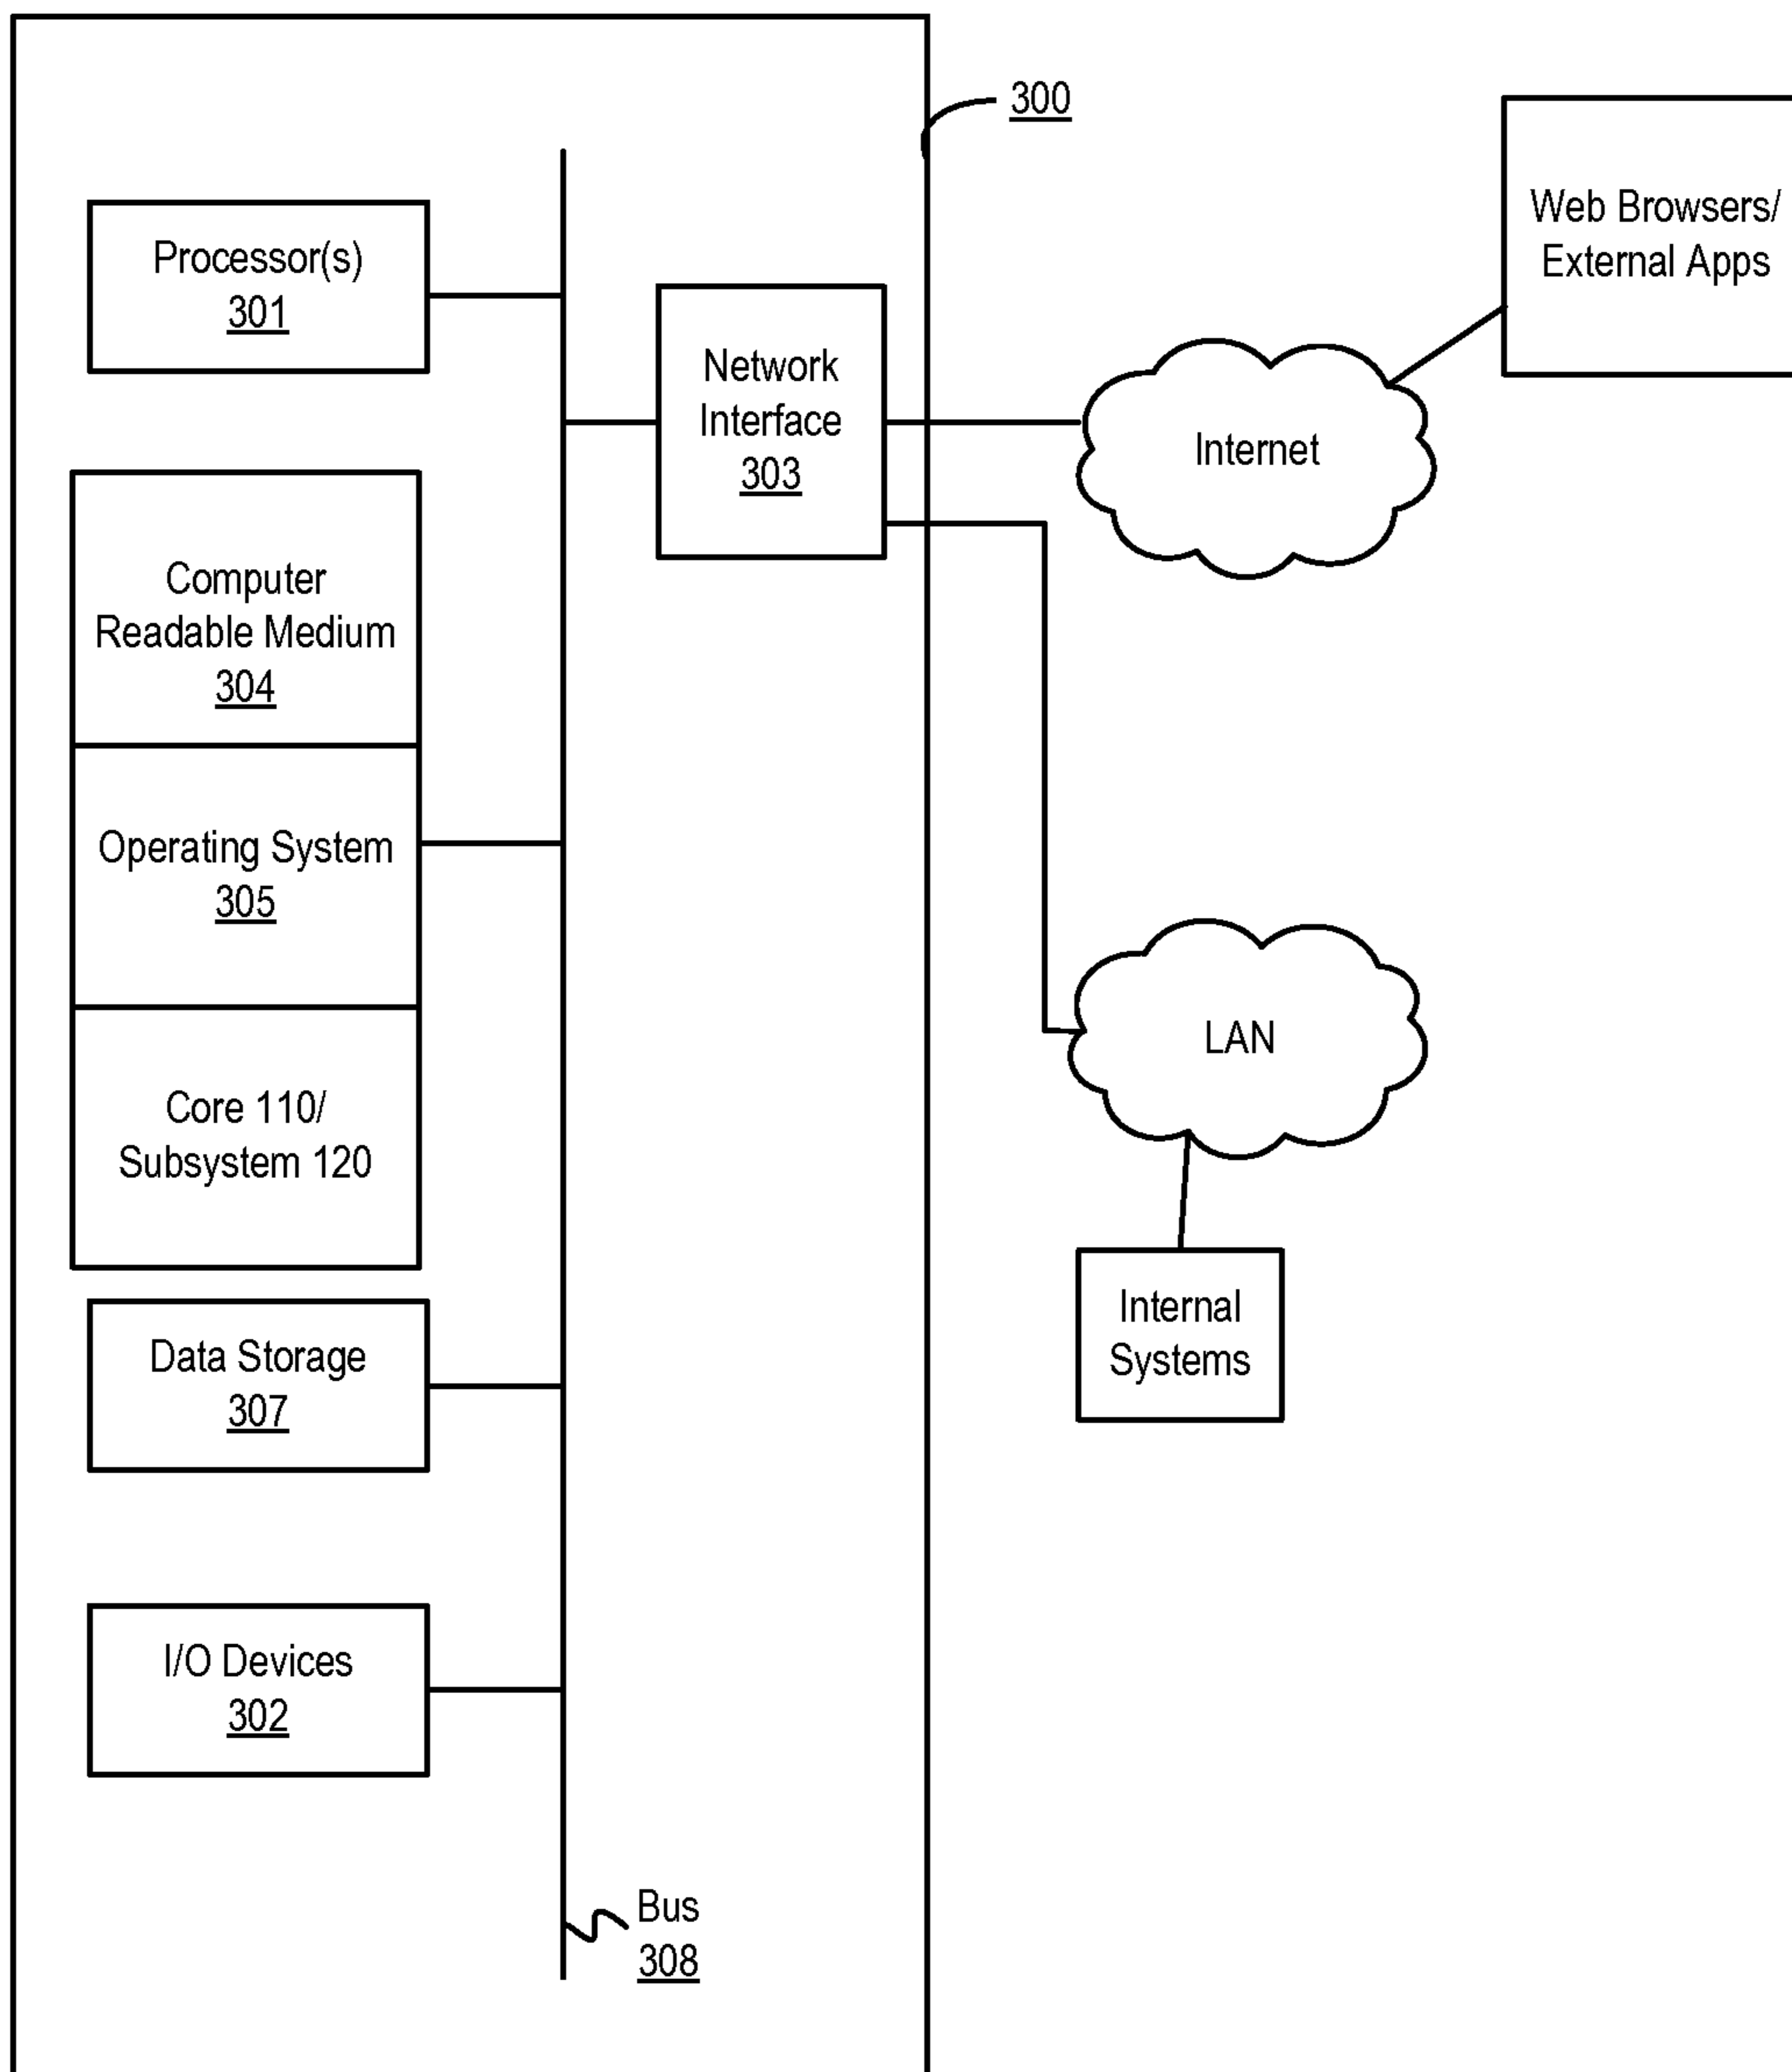 300
Web Browsers/
External Apps
Processor(s)
301
Network
Interface
303
Internet
Computer
Readable Medium
304
Operating System
305
LAN
Core 110/
Subsystem 120
Internal
Systems
Data Storage
307
I/O Devices
302
Bus
308